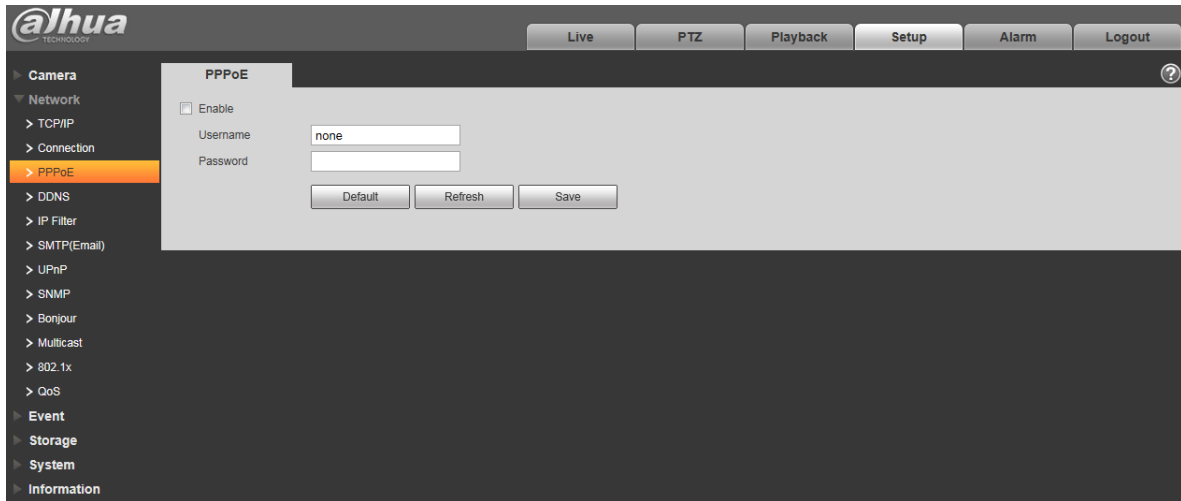 alhua
TECHNOLOGY
Live
PTZ
Playback
Setup
Alarm
Logout
Camera
Network
> TCP/IP
> Connection
> PPPoE
> DDNS
> IP Filter
> SMTP(Email)
> UPnP
> SNMP
> Bonjour
> Multicast
> 802.1x
> QoS
Event
Storage
System
Information
PPPoE
?
Enable
Username none
Password
Default Refresh Save